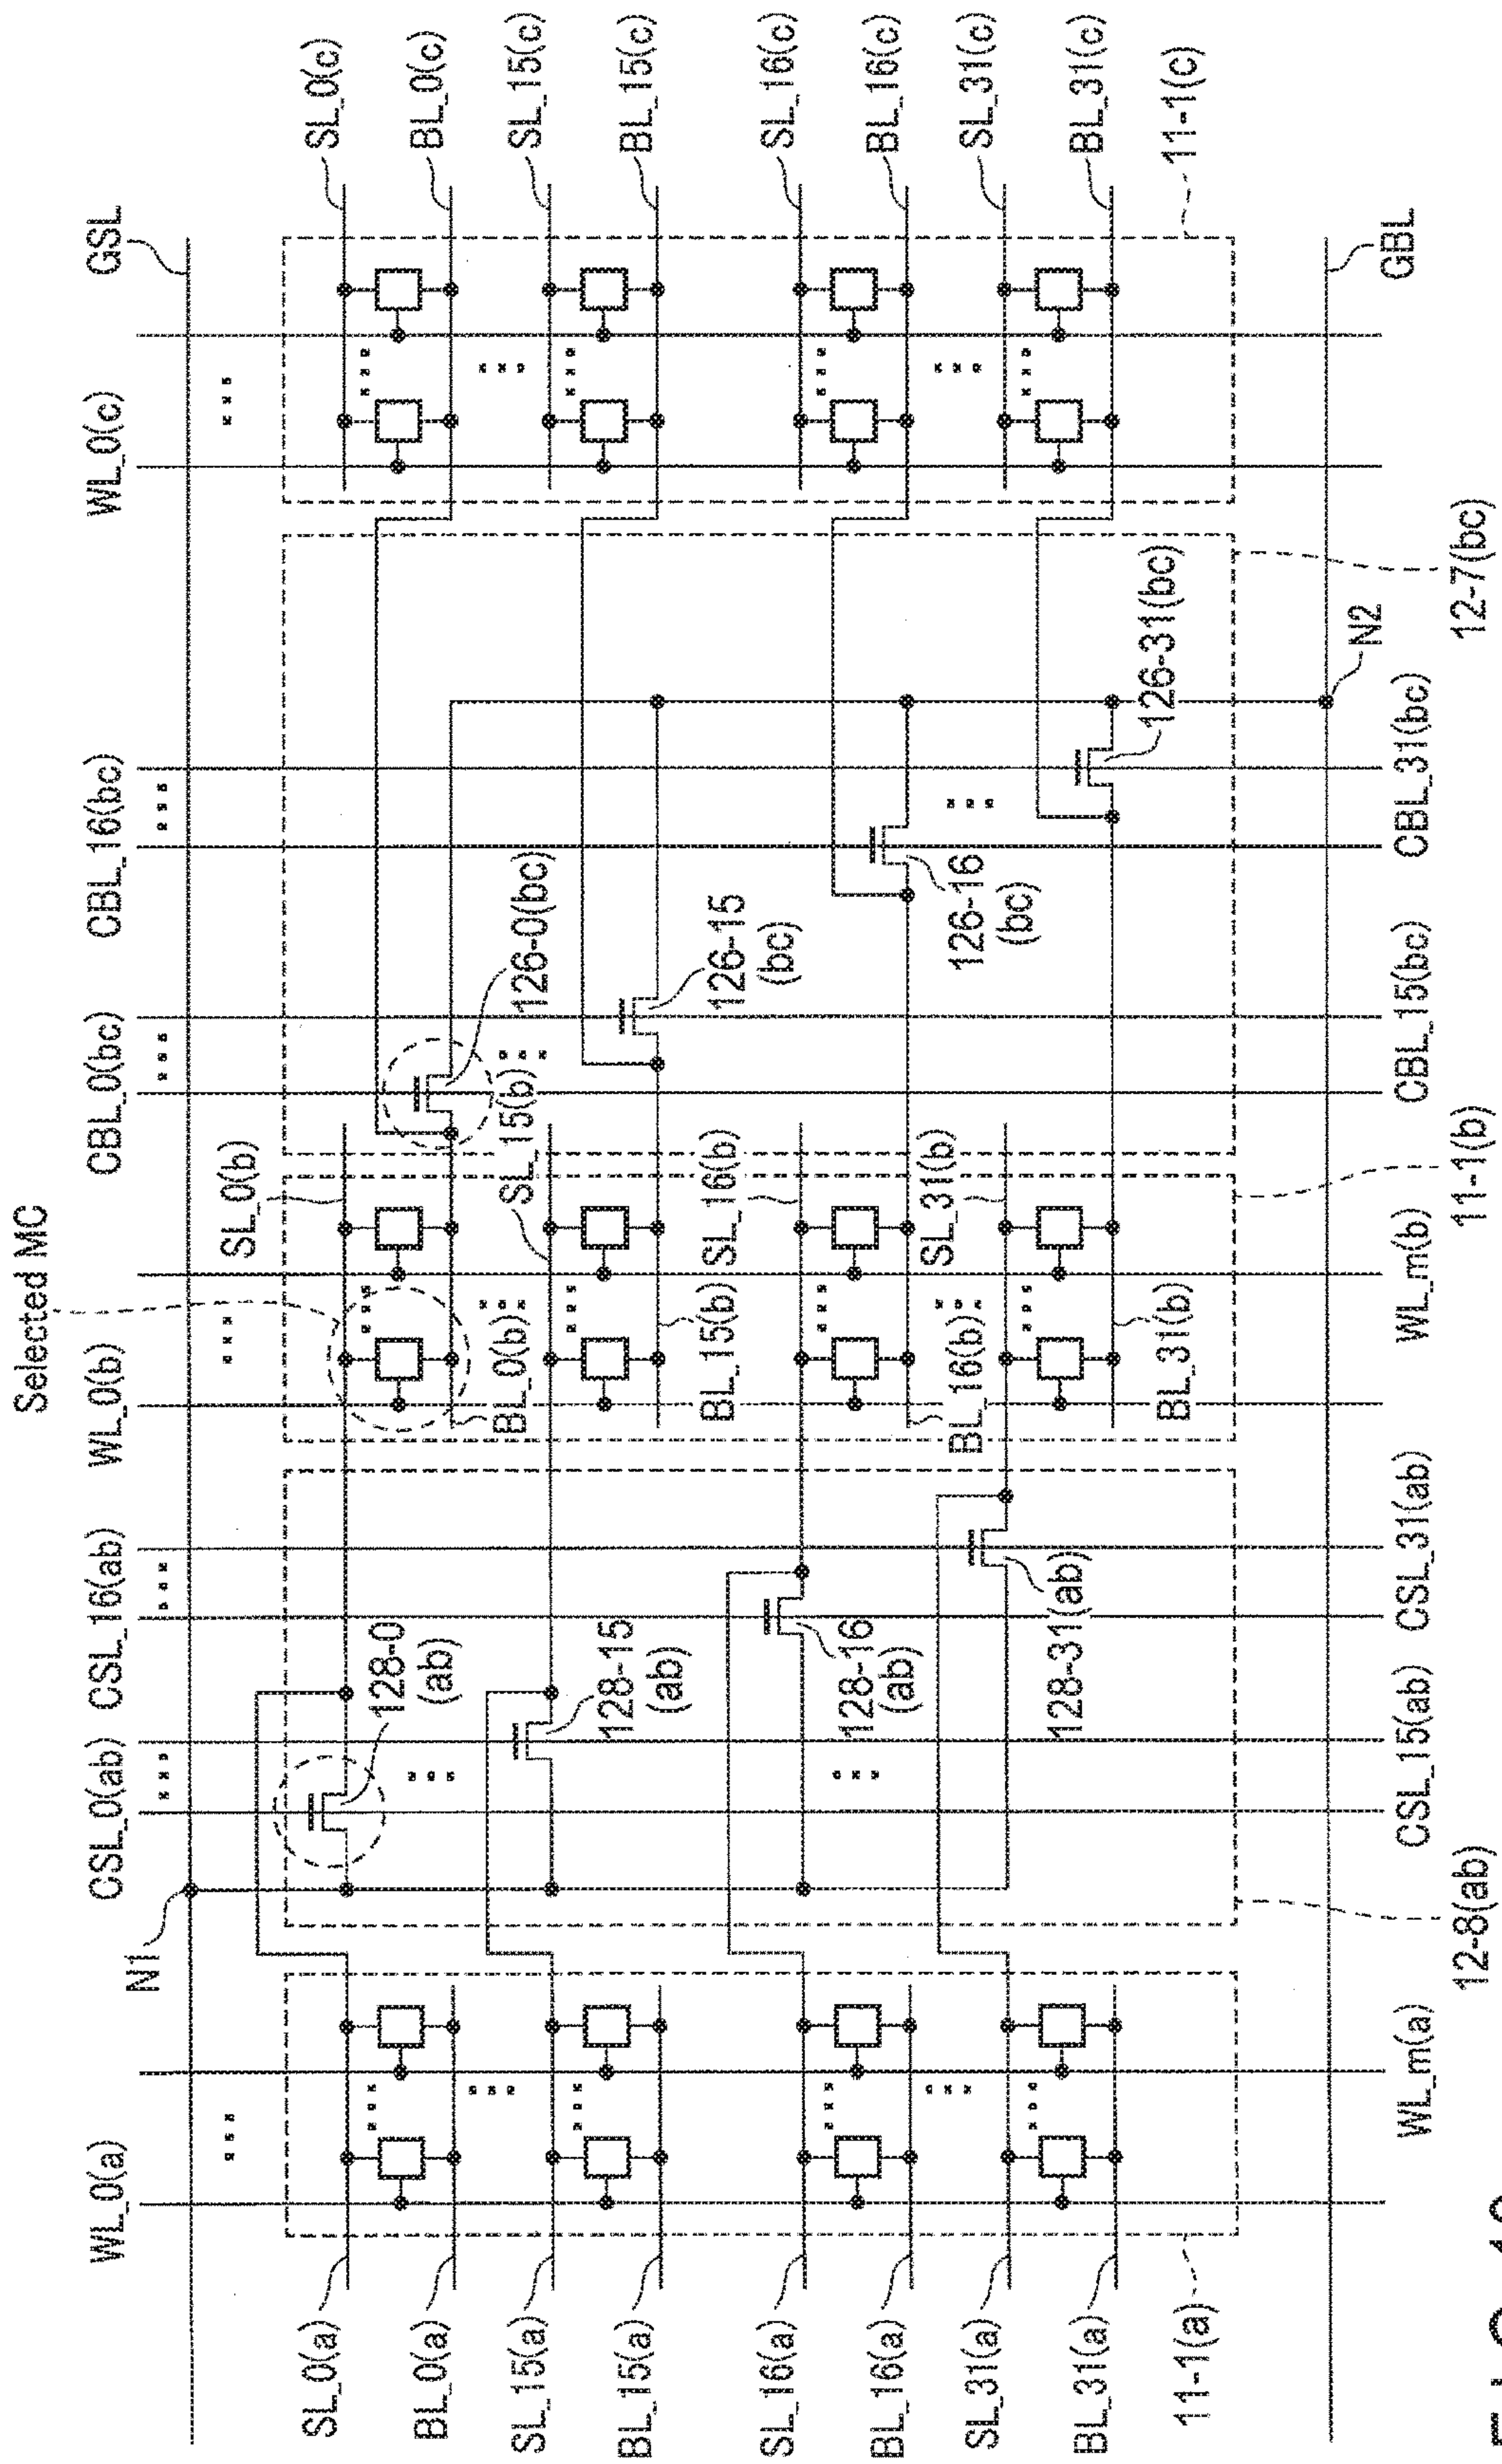 Selected MC
WL_0(a)
N1
CSL_0(ab)
CSL_16(ab)
WL_0(b)
SL_0(b)
CBL_0(bc)
CBL_16(bc)
WL_0(c)
GSL
SL_0(a)
BL_0(a)
SL_15(a)
BL_15(a)
SL_16(a)
BL_16(a)
SL_31(a)
BL_31(a)
11-1(a)
128-0
(ab)
128-15
(ab)
128-16
(ab)
128-31(ab)
BL_0(b)
SL_15(b)
BL_15(b)
SL_16(b)
BL_16(b)
SL_31(b)
BL_31(b)
126-0(bc)
126-15
(bc)
126-16
(bc)
126-31(bc)
SL_0(c)
BL_0(c)
SL_15(c)
BL_15(c)
SL_16(c)
BL_16(c)
SL_31(c)
BL_31(c)
11-1(c)
WL_m(a)
CSL_15(ab)
CSL_31(ab)
WL_m(b)
CBL_15(bc)
CBL_31(bc)
N2
GBL
12-8(ab)
11-1(b)
12-7(bc)